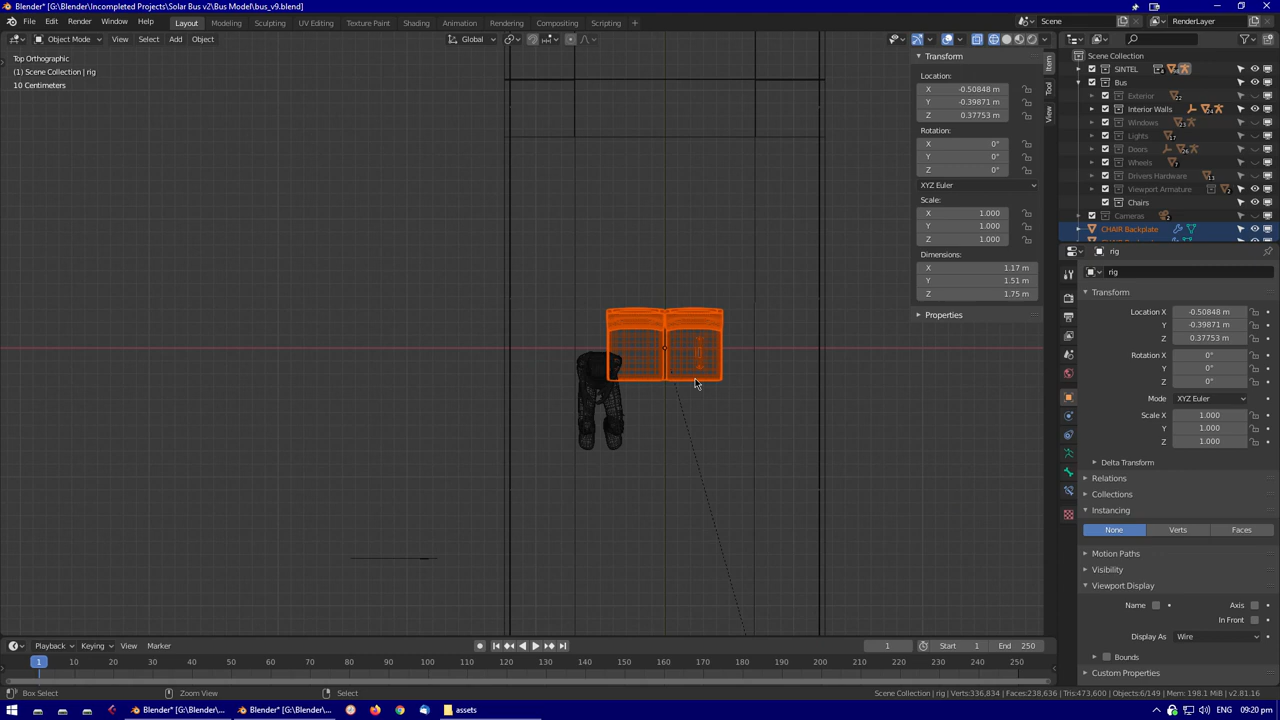 Blender* [G:\Blender\Incompleted Projects\Solar Bus v2\Bus Model\bus_v9.blend]
File Edit Render Window Help Layout Modeling Sculpting UV Editing Texture Paint Shading Animation Rendering Compositing Scripting + Scene RenderLayer
Object Mode View Select Add Object Global
Top Orthographic
(1) Scene Collection | rig
10 Centimeters
Transform
Location:
X -0.50848 m
Y -0.39871 m
Z 0.37753 m
Rotation:
X 0°
Y 0°
Z 0°
XYZ Euler
Scale:
X 1.000
Y 1.000
Z 1.000
Dimensions:
X 1.17 m
Y 1.51 m
Z 1.75 m
Properties
Item
Tool
View
Scene Collection
SINTEL
Bus
Exterior 22
Interior Walls
Windows
Lights
Doors
Wheels
Drivers Hardware
Viewport Armature
Chairs
Cameras
CHAIR Backplate
rig
rig
Transform
Location X -0.50848 m
Y -0.39871 m
Z 0.37753 m
Rotation X 0°
Y 0°
Z 0°
Mode XYZ Euler
Scale X 1.000
Y 1.000
Z 1.000
Delta Transform
Relations
Collections
Instancing
None Verts Faces
Motion Paths
Visibility
Viewport Display
Name Axis
In Front
Display As Wire
Bounds
Custom Properties
Playback Keying View Marker 1 Start 1 End 250
1 10 20 30 40 50 60 70 80 90 100 110 120 130 140 150 160 170 180 190 200 210 220 230 240 250
Box Select Zoom View Select Scene Collection | rig | Verts:336,834 | Faces:238,636 | Tris:473,600 | Objects:6/149 | Mem: 198.1 MiB | v2.81.16
Blender* [G:\Blend... Blender* [G:\Blend... assets ENG 09:20 pm